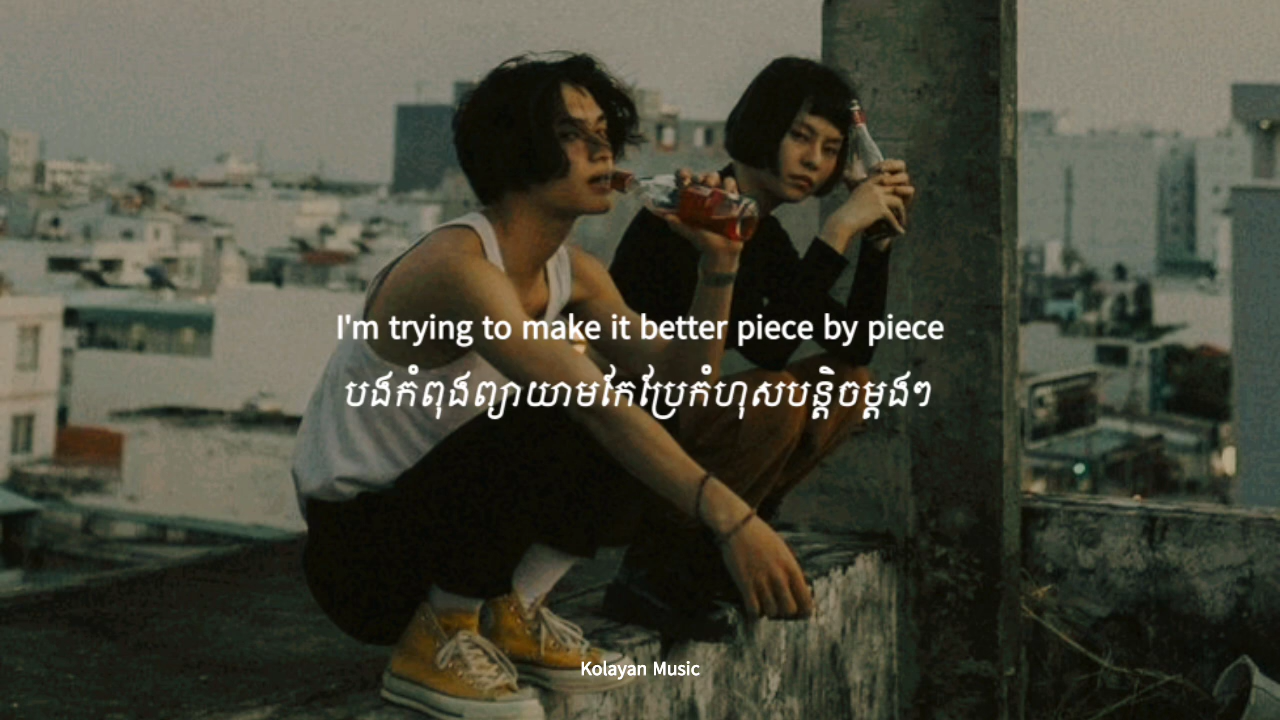 I'm trying to make it better piece by piece
បងកំពុងព្យាយាមកែប្រែកំហុសបន្តិចម្ដងៗ
Kolayan Music